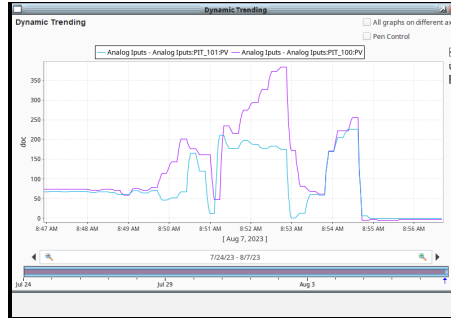 Dynamic Trending
Dynamic Trending
All graphs on different ax
Pen Control
Analog Iputs - Analog Iputs:PIT_101:PV
Analog Iputs - Analog Iputs:PIT_100:PV
350
300
250
200
150
100
50
0
doc
8:47 AM 8:48 AM 8:49 AM 8:50 AM 8:51 AM 8:52 AM 8:53 AM 8:54 AM 8:55 AM 8:56 AM
[ Aug 7, 2023 ]
7/24/23 - 8/7/23
Jul 24 Jul 29 Aug 3